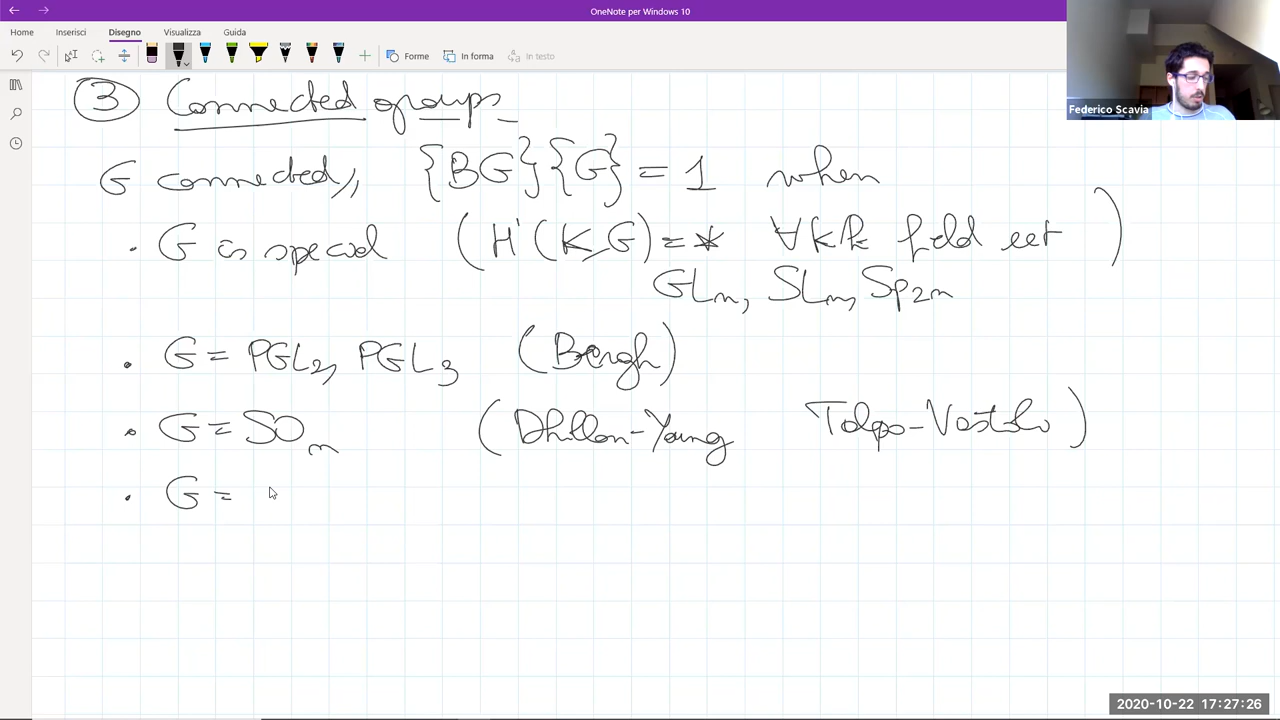 OneNote per Windows 10
Home Inserisci Disegno Visualizza Guida
Forme In forma In testo
Federico Scavia
③ Connected groups
G connected, {BG}{G} = 1 when
· G is special (H¹(K,G) = * ∀K/k field ext)
GLₙ, SLₙ, Sp₂ₙ
· G = PGL₂, PGL₃ (Bergh)
· G = SOₙ (Dhillon-Young Talpo-Vistoli)
· G =
2020-10-22 17:27:26